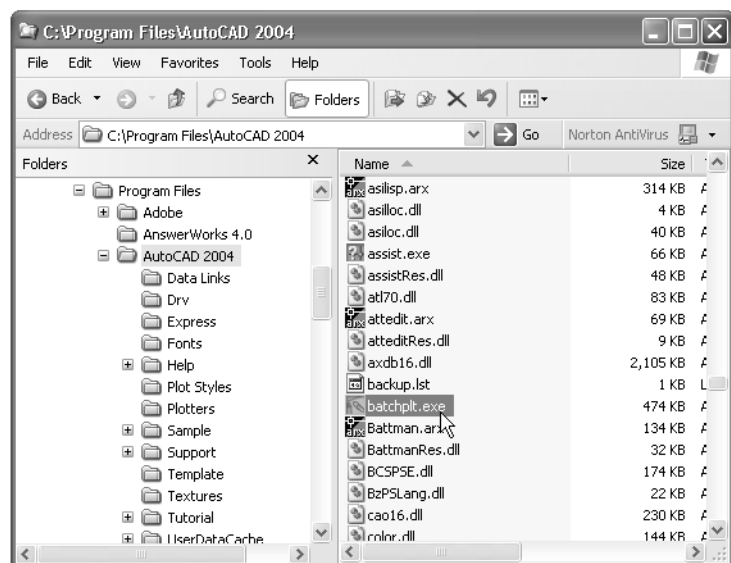 C:\Program Files\AutoCAD 2004
File Edit View Favorites Tools Help
Back Search Folders
Address C:\Program Files\AutoCAD 2004 Go Norton AntiVirus
Folders x
Program Files
Adobe
AnswerWorks 4.0
AutoCAD 2004
Data Links
Drv
Express
Fonts
Help
Plot Styles
Plotters
Sample
Support
Template
Textures
Tutorial
UserDataCache
Name Size
asilisp.arx 314 KB
asilloc.dll 4 KB
asiloc.dll 40 KB
assist.exe 66 KB
assistRes.dll 48 KB
atl70.dll 83 KB
attedit.arx 69 KB
atteditRes.dll 9 KB
axdb16.dll 2,105 KB
backup.lst 1 KB
batchplt.exe 474 KB
Battman.arx 134 KB
BattmanRes.dll 32 KB
BCSPSE.dll 174 KB
BzPSLang.dll 22 KB
cao16.dll 230 KB
color.dll 144 KB